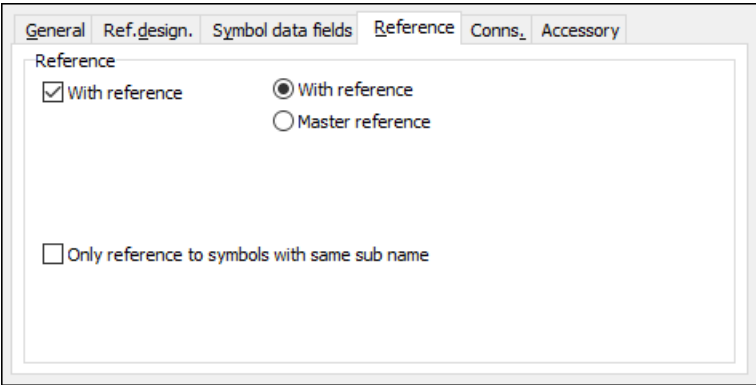 General Ref.design. Symbol data fields Reference Conns. Accessory
Reference
With reference With reference
Master reference
Only reference to symbols with same sub name